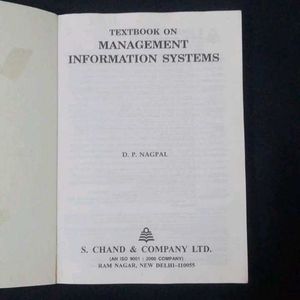 TEXTBOOK ON
MANAGEMENT
INFORMATION SYSTEMS
D. P. NAGPAL
S. CHAND & COMPANY LTD.
(AN ISO 9001 : 2000 COMPANY)
RAM NAGAR, NEW DELHI-110055